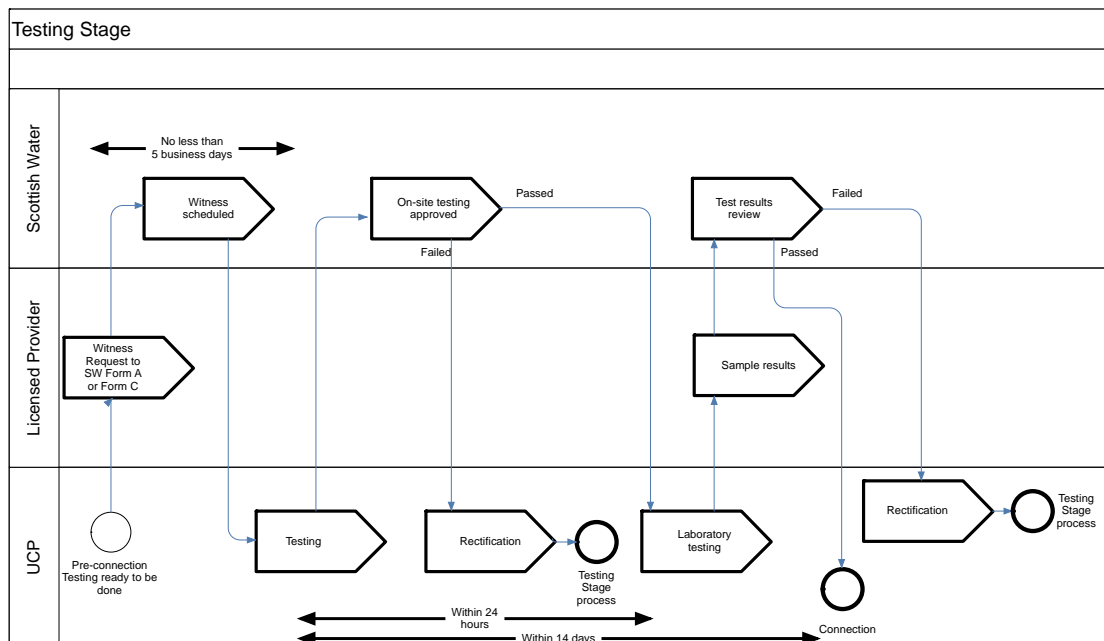 Testing Stage
Scottish Water
No less than
5 business days
Witness
scheduled
On-site testing
approved
Passed
Failed
Test results
review
Failed
Passed
Licensed Provider
Witness
Request to
SW Form A
or Form C
Sample results
UCP
Pre-connection
Testing ready to be
done
Testing
Rectification
Testing
Stage
process
Laboratory
testing
Connection
Rectification
Testing
Stage
process
Within 24
hours
Within 14 days